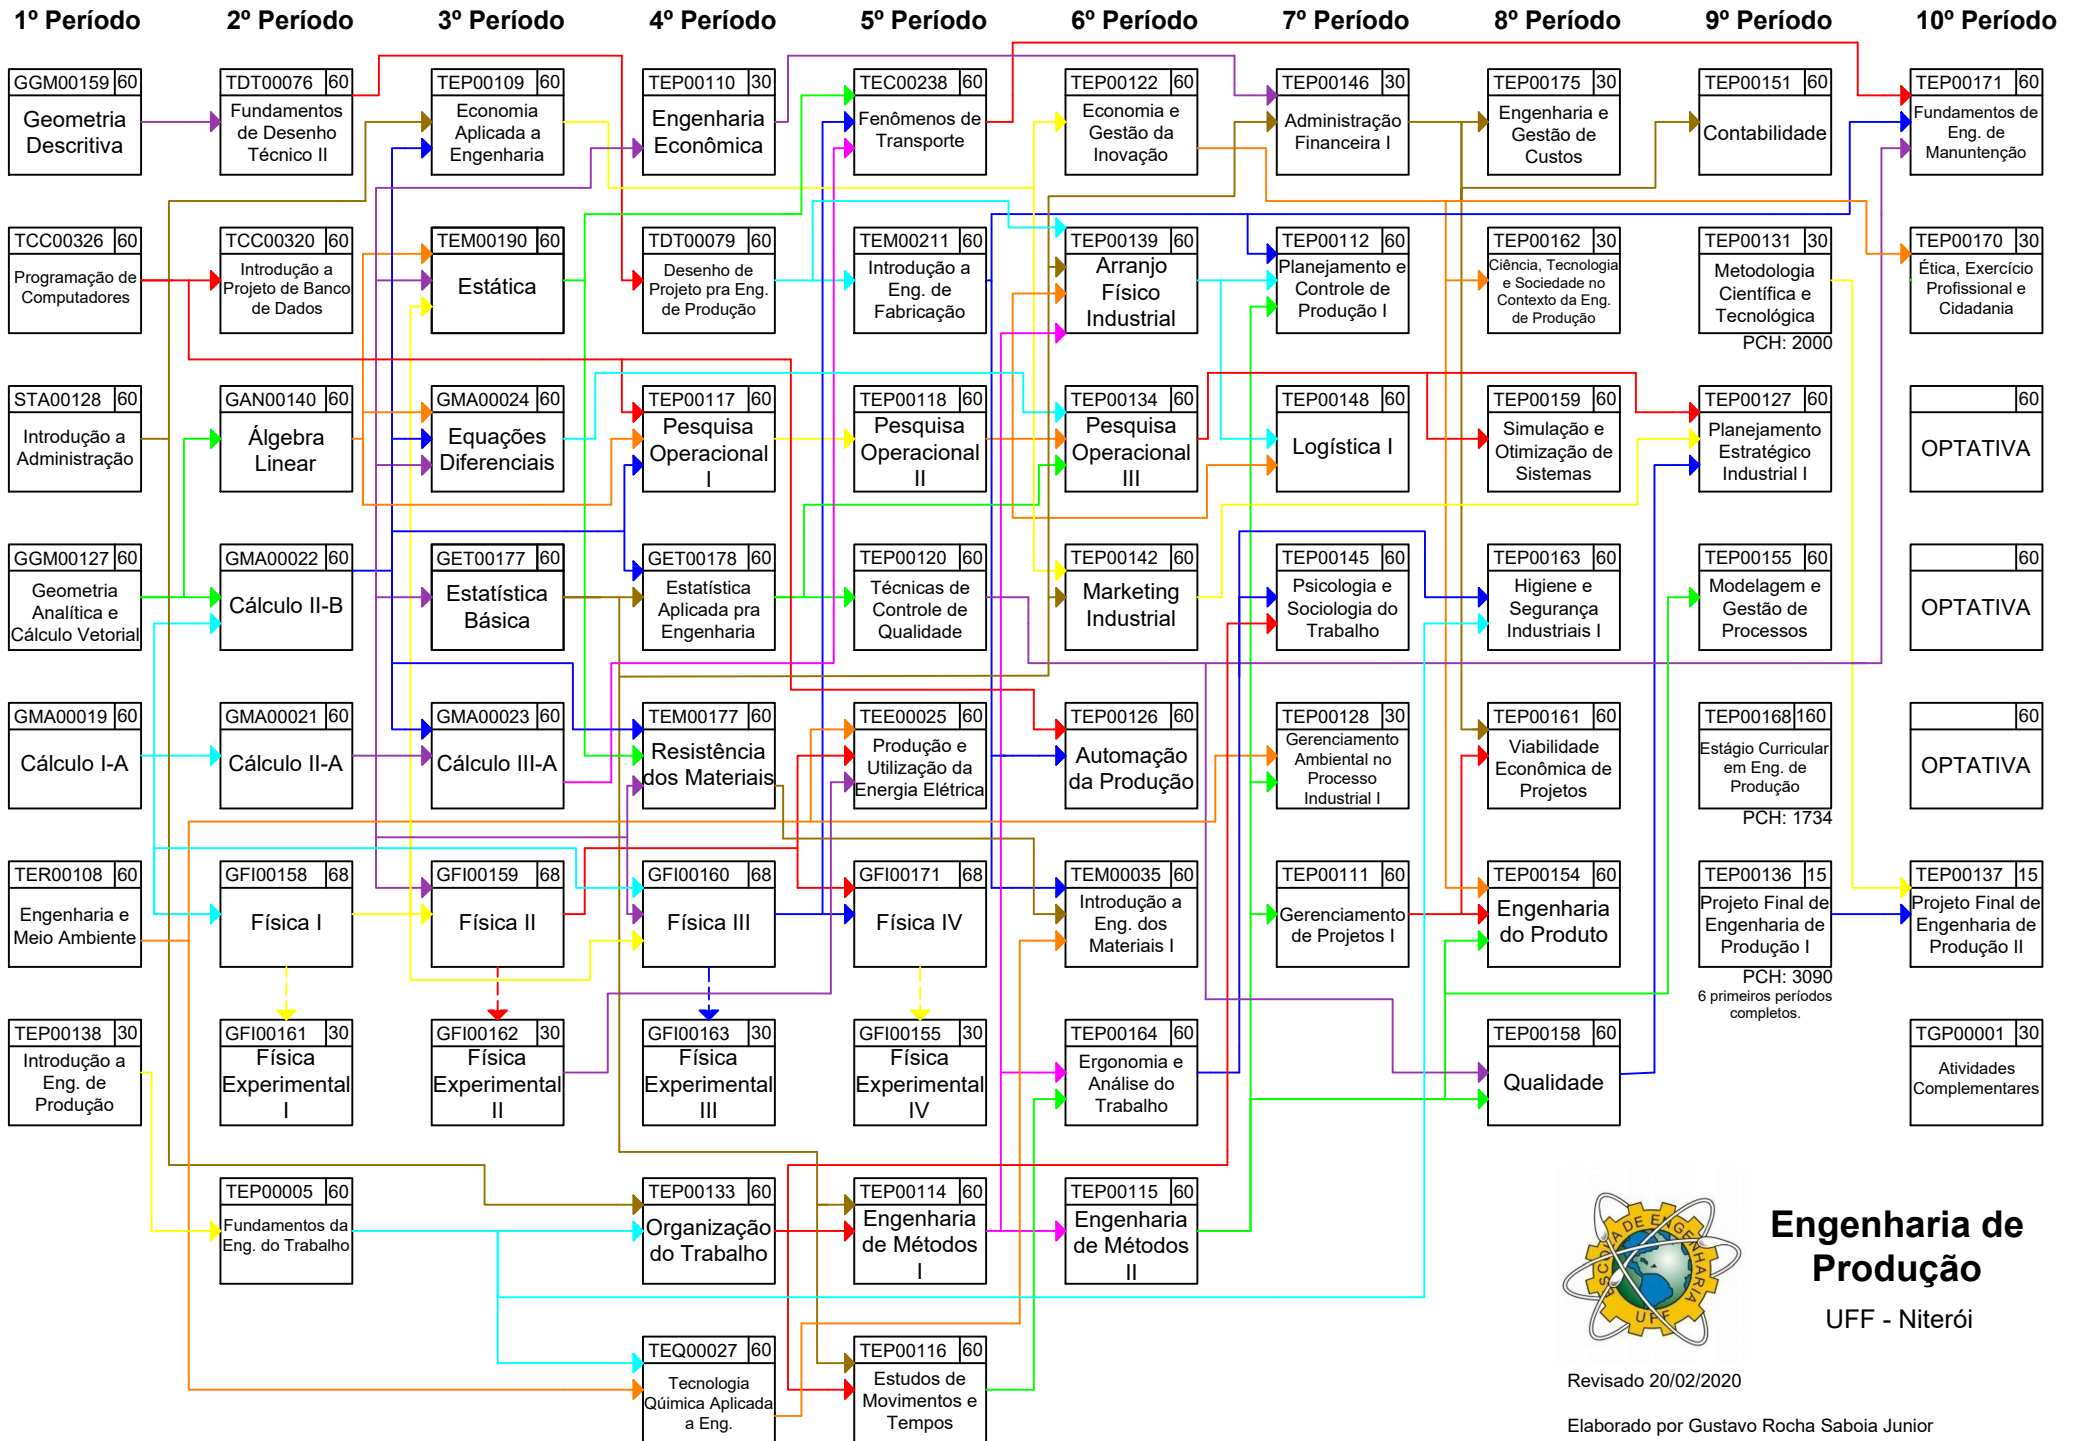 1º Período 2º Período 3º Período 4º Período 5º Período 6º Período 7º Período 8º Período 9º Período 10º Período
GGM00159 60
Geometria
Descritiva
TDT00076 60
Fundamentos
de Desenho
Técnico II
TEP00109 60
Economia
Aplicada a
Engenharia
TEP00110 30
Engenharia
Econômica
TEC00238 60
Fenômenos de
Transporte
TEP00122 60
Economia e
Gestão da
Inovação
TEP00146 30
Administração
Financeira I
TEP00175 30
Engenharia e
Gestão de
Custos
TEP00151 60
Contabilidade
TEP00171 60
Fundamentos de
Eng. de
Manuntenção
TCC00326 60
Programação de
Computadores
TCC00320 60
Introdução a
Projeto de Banco
de Dados
TEM00190 60
Estática
TDT00079 60
Desenho de
Projeto pra Eng.
de Produção
TEM00211 60
Introdução a
Eng. de
Fabricação
TEP00139 60
Arranjo
Físico
Industrial
TEP00112 60
Planejamento e
Controle de
Produção I
TEP00162 30
Ciência, Tecnologia
e Sociedade no
Contexto da Eng.
de Produção
TEP00131 30
Metodologia
Científica e
Tecnológica
PCH: 2000
TEP00170 30
Ética, Exercício
Profissional e
Cidadania
STA00128 60
Introdução a
Administração
GAN00140 60
Álgebra
Linear
GMA00024 60
Equações
Diferenciais
TEP00117 60
Pesquisa
Operacional
I
TEP00118 60
Pesquisa
Operacional
II
TEP00134 60
Pesquisa
Operacional
III
TEP00148 60
Logística I
TEP00159 60
Simulação e
Otimização de
Sistemas
TEP00127 60
Planejamento
Estratégico
Industrial I
60
OPTATIVA
GGM00127 60
Geometria
Analítica e
Cálculo Vetorial
GMA00022 60
Cálculo II-B
GET00177 60
Estatística
Básica
GET00178 60
Estatística
Aplicada pra
Engenharia
TEP00120 60
Técnicas de
Controle de
Qualidade
TEP00142 60
Marketing
Industrial
TEP00145 60
Psicologia e
Sociologia do
Trabalho
TEP00163 60
Higiene e
Segurança
Industriais I
TEP00155 60
Modelagem e
Gestão de
Processos
60
OPTATIVA
GMA00019 60
Cálculo I-A
GMA00021 60
Cálculo II-A
GMA00023 60
Cálculo III-A
TEM00177 60
Resistência
dos Materiais
TEE00025 60
Produção e
Utilização da
Energia Elétrica
TEP00126 60
Automação
da Produção
TEP00128 30
Gerenciamento
Ambiental no
Processo
Industrial I
TEP00161 60
Viabilidade
Econômica de
Projetos
TEP00168 160
Estágio Curricular
em Eng. de
Produção
PCH: 1734
60
OPTATIVA
TER00108 60
Engenharia e
Meio Ambiente
GFI00158 68
Física I
GFI00159 68
Física II
GFI00160 68
Física III
GFI00171 68
Física IV
TEM00035 60
Introdução a
Eng. dos
Materiais I
TEP00111 60
Gerenciamento
de Projetos I
TEP00154 60
Engenharia
do Produto
TEP00136 15
Projeto Final de
Engenharia de
Produção I
PCH: 3090
6 primeiros períodos
completos.
TEP00137 15
Projeto Final de
Engenharia de
Produção II
TEP00138 30
Introdução a
Eng. de
Produção
GFI00161 30
Física
Experimental
I
GFI00162 30
Física
Experimental
II
GFI00163 30
Física
Experimental
III
GFI00155 30
Física
Experimental
IV
TEP00164 60
Ergonomia e
Análise do
Trabalho
TEP00158 60
Qualidade
TGP00001 30
Atividades
Complementares
TEP00005 60
Fundamentos da
Eng. do Trabalho
TEP00133 60
Organização
do Trabalho
TEP00114 60
Engenharia
de Métodos
I
TEP00115 60
Engenharia
de Métodos
II
TEQ00027 60
Tecnologia
Qúimica Aplicada
a Eng.
TEP00116 60
Estudos de
Movimentos e
Tempos
ESCOLA DE ENGENHARIA
UFF
Engenharia de
Produção
UFF - Niterói
Revisado 20/02/2020
Elaborado por Gustavo Rocha Saboia Junior